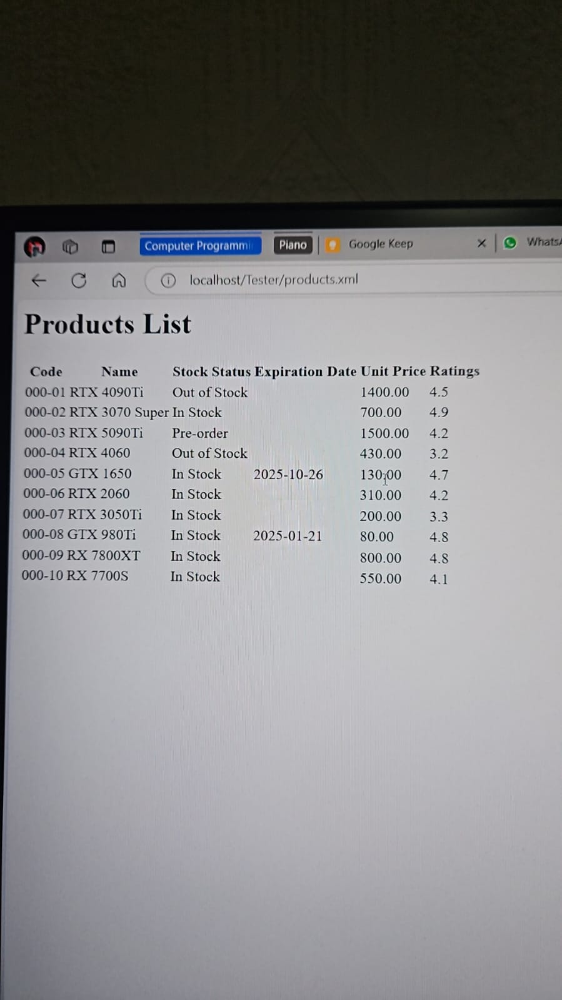 Computer Programmi
Piano
Google Keep
WhatsA
localhost/Tester/products.xml
Products List
Code Name Stock Status Expiration Date Unit Price Ratings
000-01 RTX 4090Ti Out of Stock 1400.00 4.5
000-02 RTX 3070 Super In Stock 700.00 4.9
000-03 RTX 5090Ti Pre-order 1500.00 4.2
000-04 RTX 4060 Out of Stock 430.00 3.2
000-05 GTX 1650 In Stock 2025-10-26 130.00 4.7
000-06 RTX 2060 In Stock 310.00 4.2
000-07 RTX 3050Ti In Stock 200.00 3.3
000-08 GTX 980Ti In Stock 2025-01-21 80.00 4.8
000-09 RX 7800XT In Stock 800.00 4.8
000-10 RX 7700S In Stock 550.00 4.1